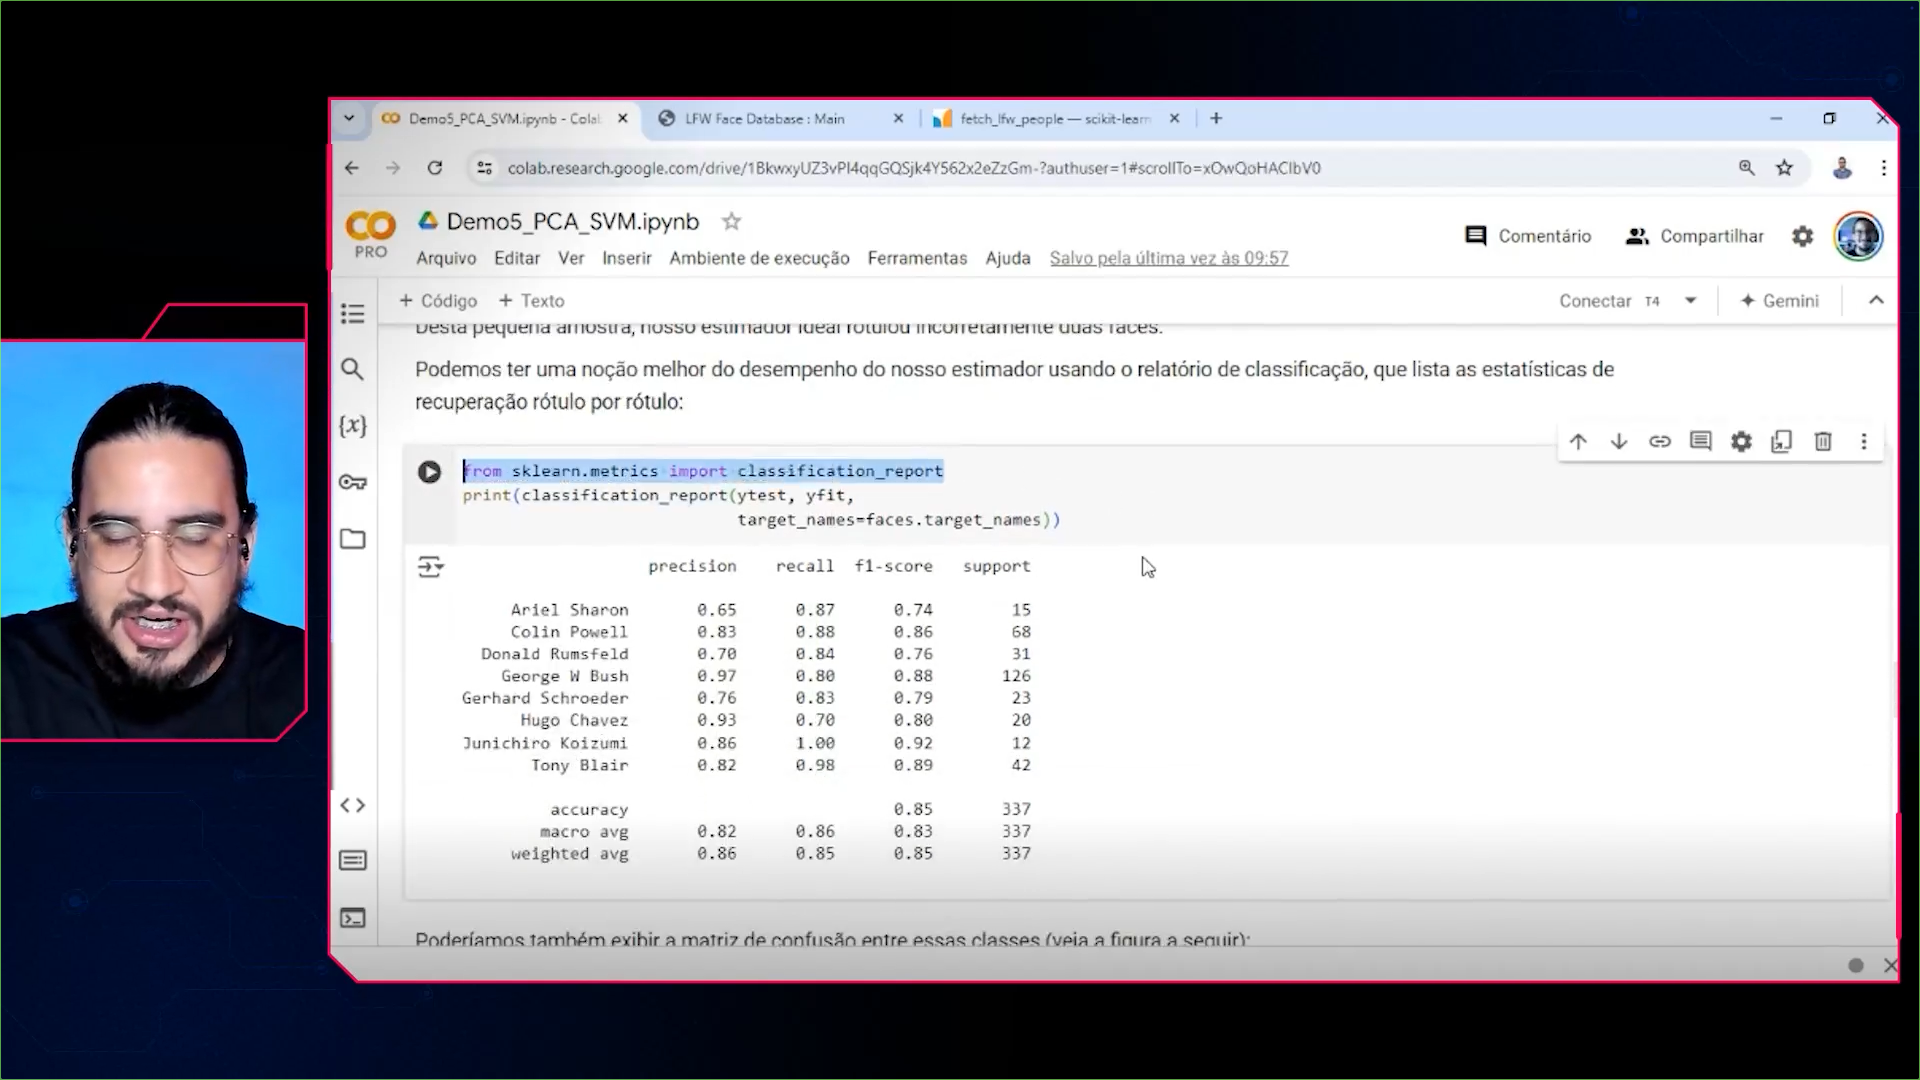 Demo5_PCA_SVM.ipynb - Cola
LFW Face Database : Main
fetch_lfw_people — scikit-learn
colab.research.google.com/drive/1BkwxyUZ3vPI4qqGQSjk4Y562x2eZzGm-?authuser=1#scrollTo=xOwQoHAClbV0
CO
PRO
Demo5_PCA_SVM.ipynb
Comentário
Compartilhar
Arquivo Editar Ver Inserir Ambiente de execução Ferramentas Ajuda Salvo pela última vez às 09:57
+ Código + Texto
Conectar T4
Gemini
Desta pequena amostra, nosso estimador ideal rotulou incorretamente duas faces.
Podemos ter uma noção melhor do desempenho do nosso estimador usando o relatório de classificação, que lista as estatísticas de
recuperação rótulo por rótulo:
{x}
from sklearn.metrics import classification_report
print(classification_report(ytest, yfit,
target_names=faces.target_names))
precision recall f1-score support
Ariel Sharon 0.65 0.87 0.74 15
Colin Powell 0.83 0.88 0.86 68
Donald Rumsfeld 0.70 0.84 0.76 31
George W Bush 0.97 0.80 0.88 126
Gerhard Schroeder 0.76 0.83 0.79 23
Hugo Chavez 0.93 0.70 0.80 20
Junichiro Koizumi 0.86 1.00 0.92 12
Tony Blair 0.82 0.98 0.89 42
accuracy 0.85 337
macro avg 0.82 0.86 0.83 337
weighted avg 0.86 0.85 0.85 337
Poderíamos também exibir a matriz de confusão entre essas classes (veja a figura a seguir):